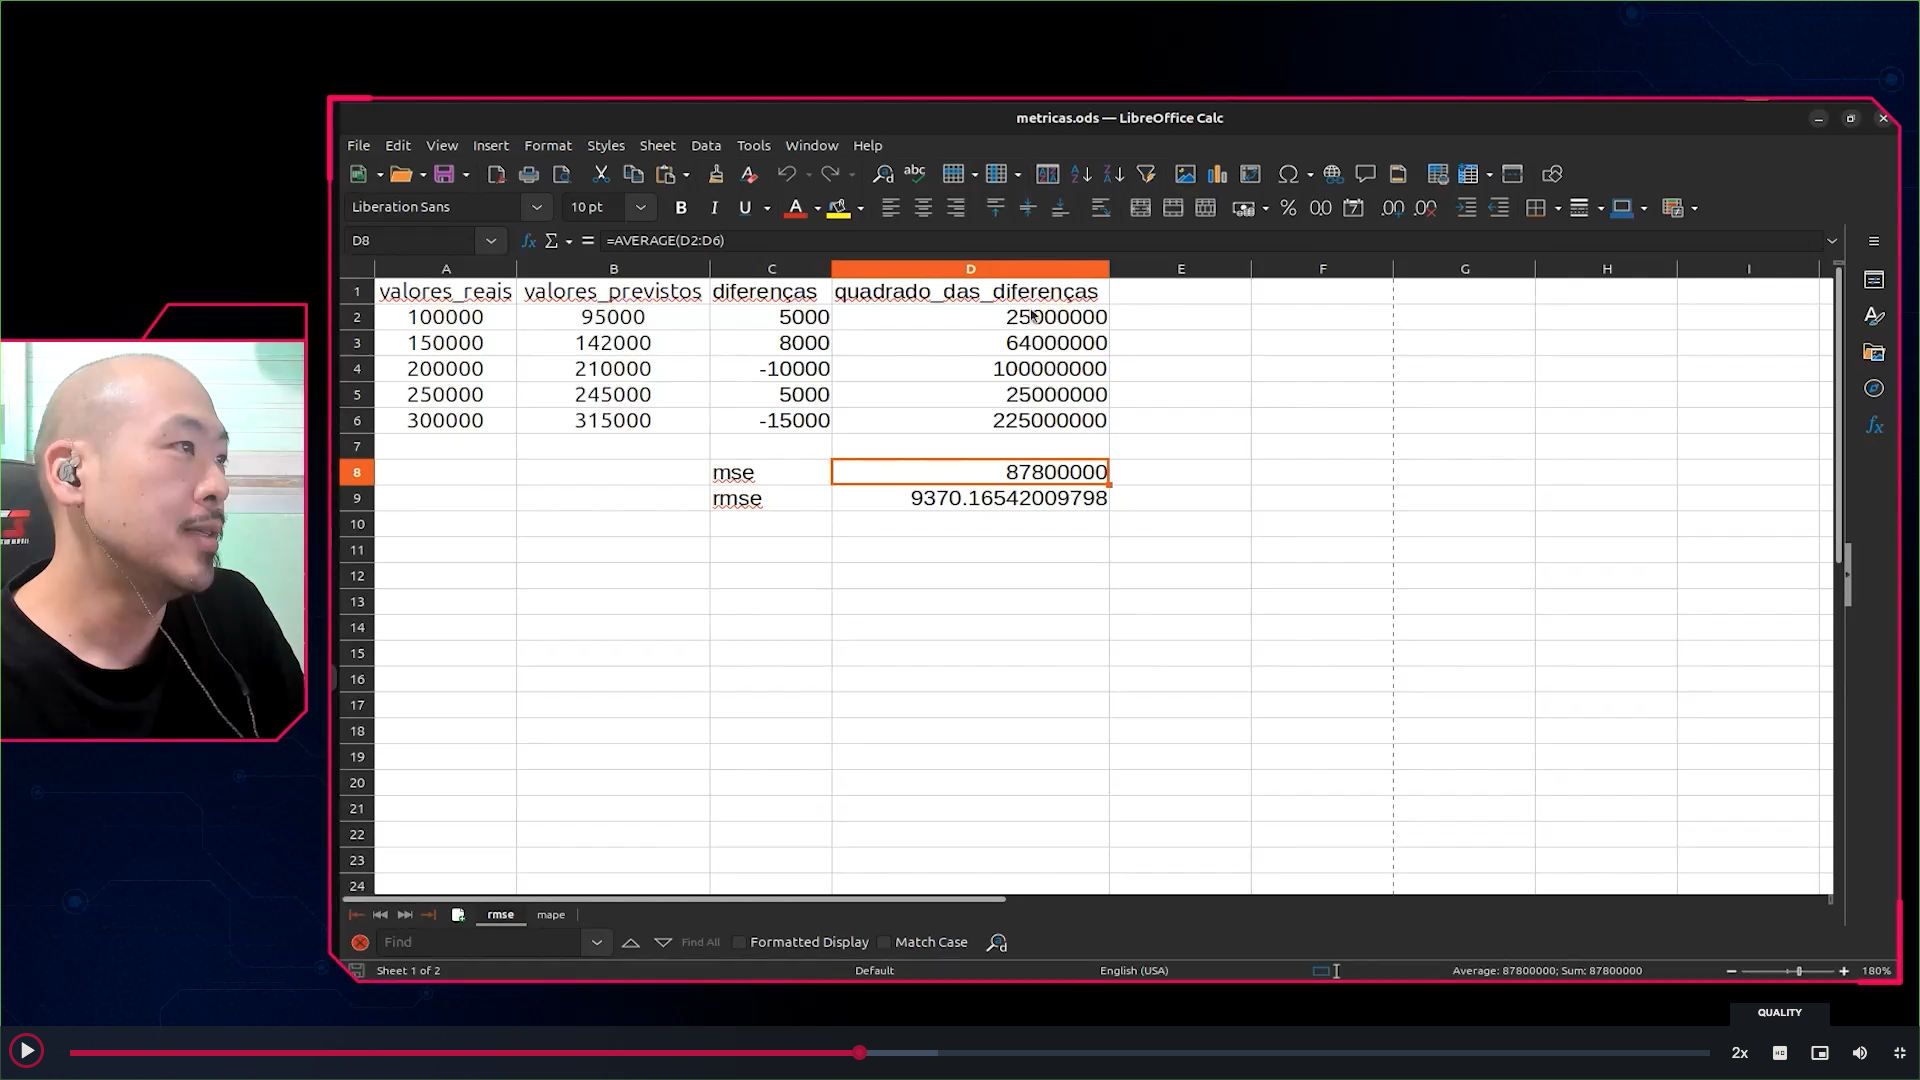 metricas.ods — LibreOffice Calc
File Edit View Insert Format Styles Sheet Data Tools Window Help
Liberation Sans 10 pt
D8 =AVERAGE(D2:D6)
A B C D E F G H I
1 valores_reais valores_previstos diferenças quadrado_das_diferenças
2 100000 95000 5000 25000000
3 150000 142000 8000 64000000
4 200000 210000 -10000 100000000
5 250000 245000 5000 25000000
6 300000 315000 -15000 225000000
7
8 mse 87800000
9 rmse 9370.16542009798
10
11
12
13
14
15
16
17
18
19
20
21
22
23
24
rmse mape
Find Find All Formatted Display Match Case
Sheet 1 of 2 Default English (USA) Average: 87800000; Sum: 87800000 180%
QUALITY
2x